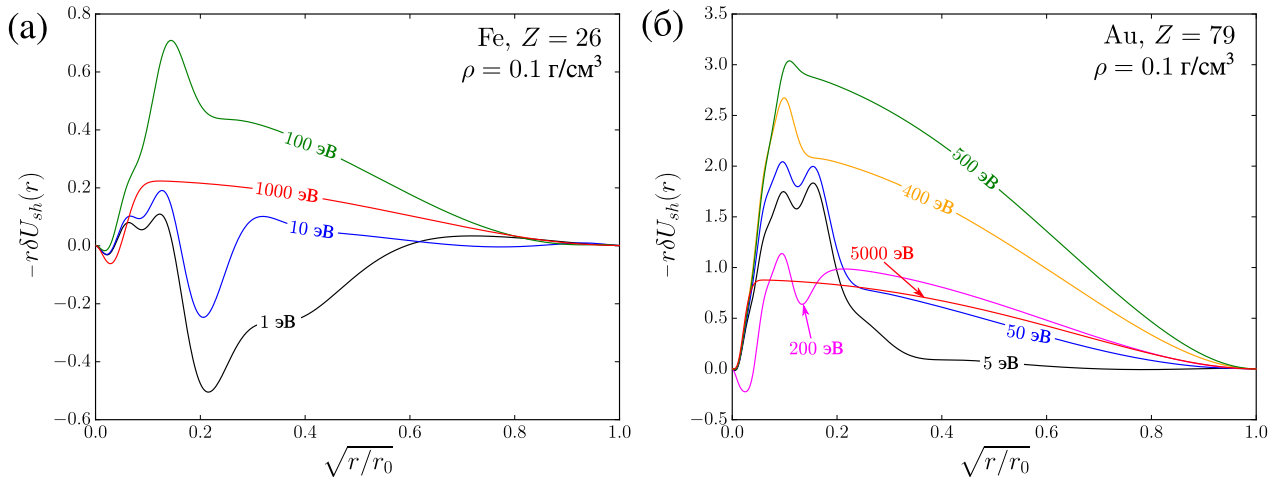 (а)
Fe, Z = 26
ρ = 0.1 г/см³
−rδU_sh(r)
0.8
0.6
0.4
0.2
0.0
−0.2
−0.4
−0.6
100 эВ
1000 эВ
10 эВ
1 эВ
0.0 0.2 0.4 0.6 0.8 1.0
√r/r₀
(б)
Au, Z = 79
ρ = 0.1 г/см³
−rδU_sh(r)
3.5
3.0
2.5
2.0
1.5
1.0
0.5
0.0
−0.5
500 эВ
400 эВ
5000 эВ
50 эВ
200 эВ
5 эВ
0.0 0.2 0.4 0.6 0.8 1.0
√r/r₀